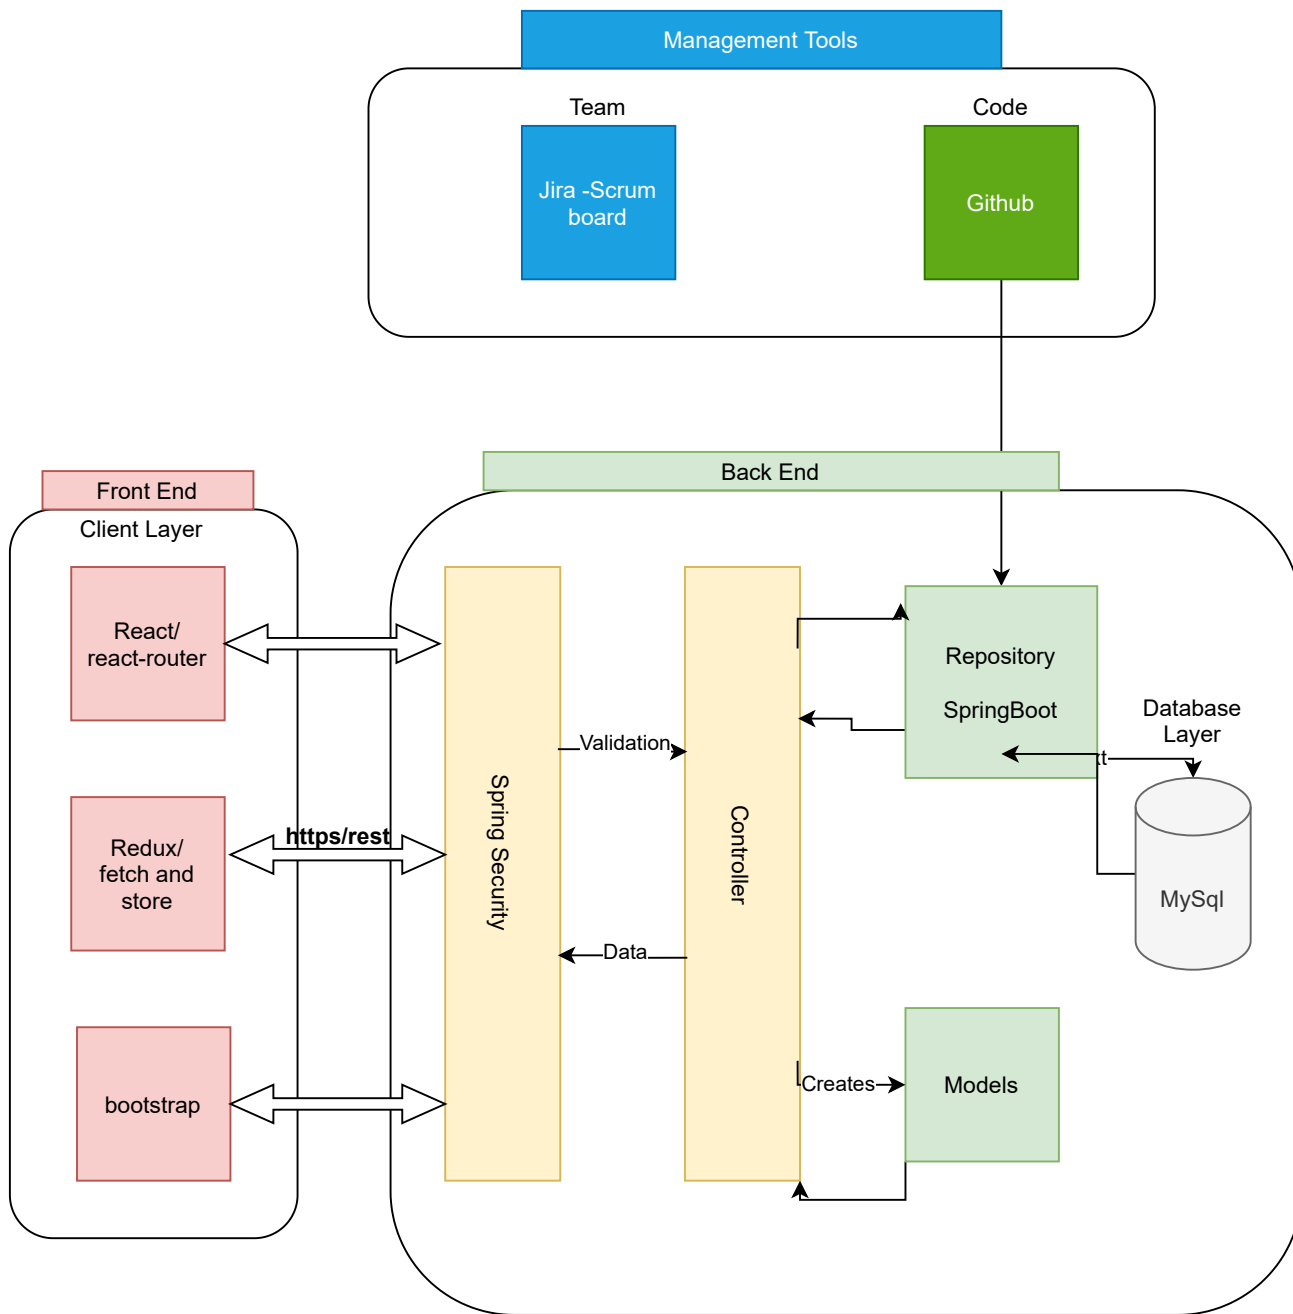 Management Tools
Team
Code
Jira -Scrum
board
Github
Front End
Back End
Client Layer
React/
react-router
Repository
SpringBoot
Database
Layer
Validation
Spring Security
Controller
https/rest
Redux/
fetch and
store
MySql
Data
Creates
Models
bootstrap